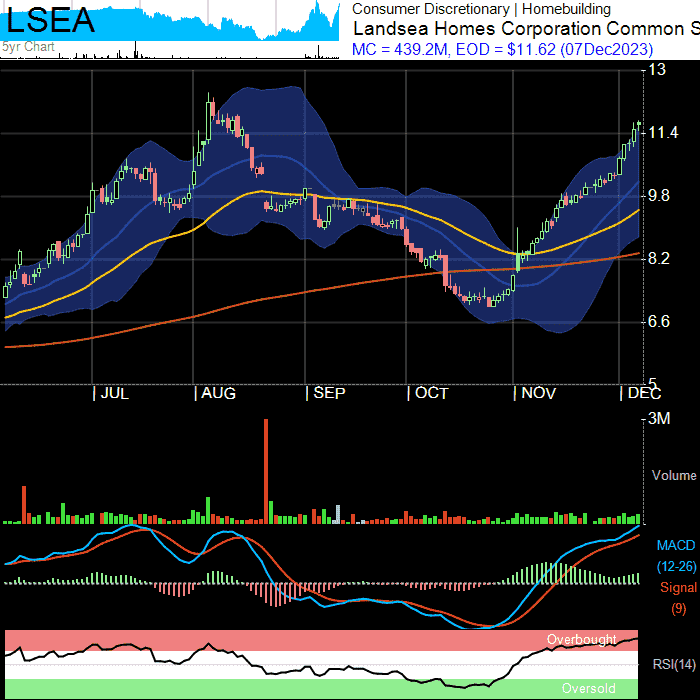 LSEA
5yr Chart
Consumer Discretionary | Homebuilding
Landsea Homes Corporation Common S
MC = 439.2M, EOD = $11.62 (07Dec2023)
13
11.4
9.8
8.2
6.6
5
| JUL | AUG | SEP | OCT | NOV | DEC
3M
Volume
MACD
(12-26)
Signal
(9)
Overbought
RSI(14)
Oversold